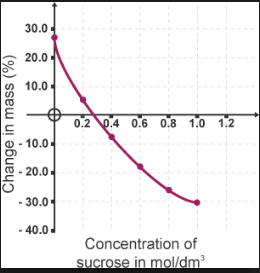 Change in mass (%)
30.0
20.0
10.0
0.2 0.4 0.6 0.8 1.0 1.2
- 10.0
- 20.0
- 30.0
- 40.0
Concentration of
sucrose in mol/dm³